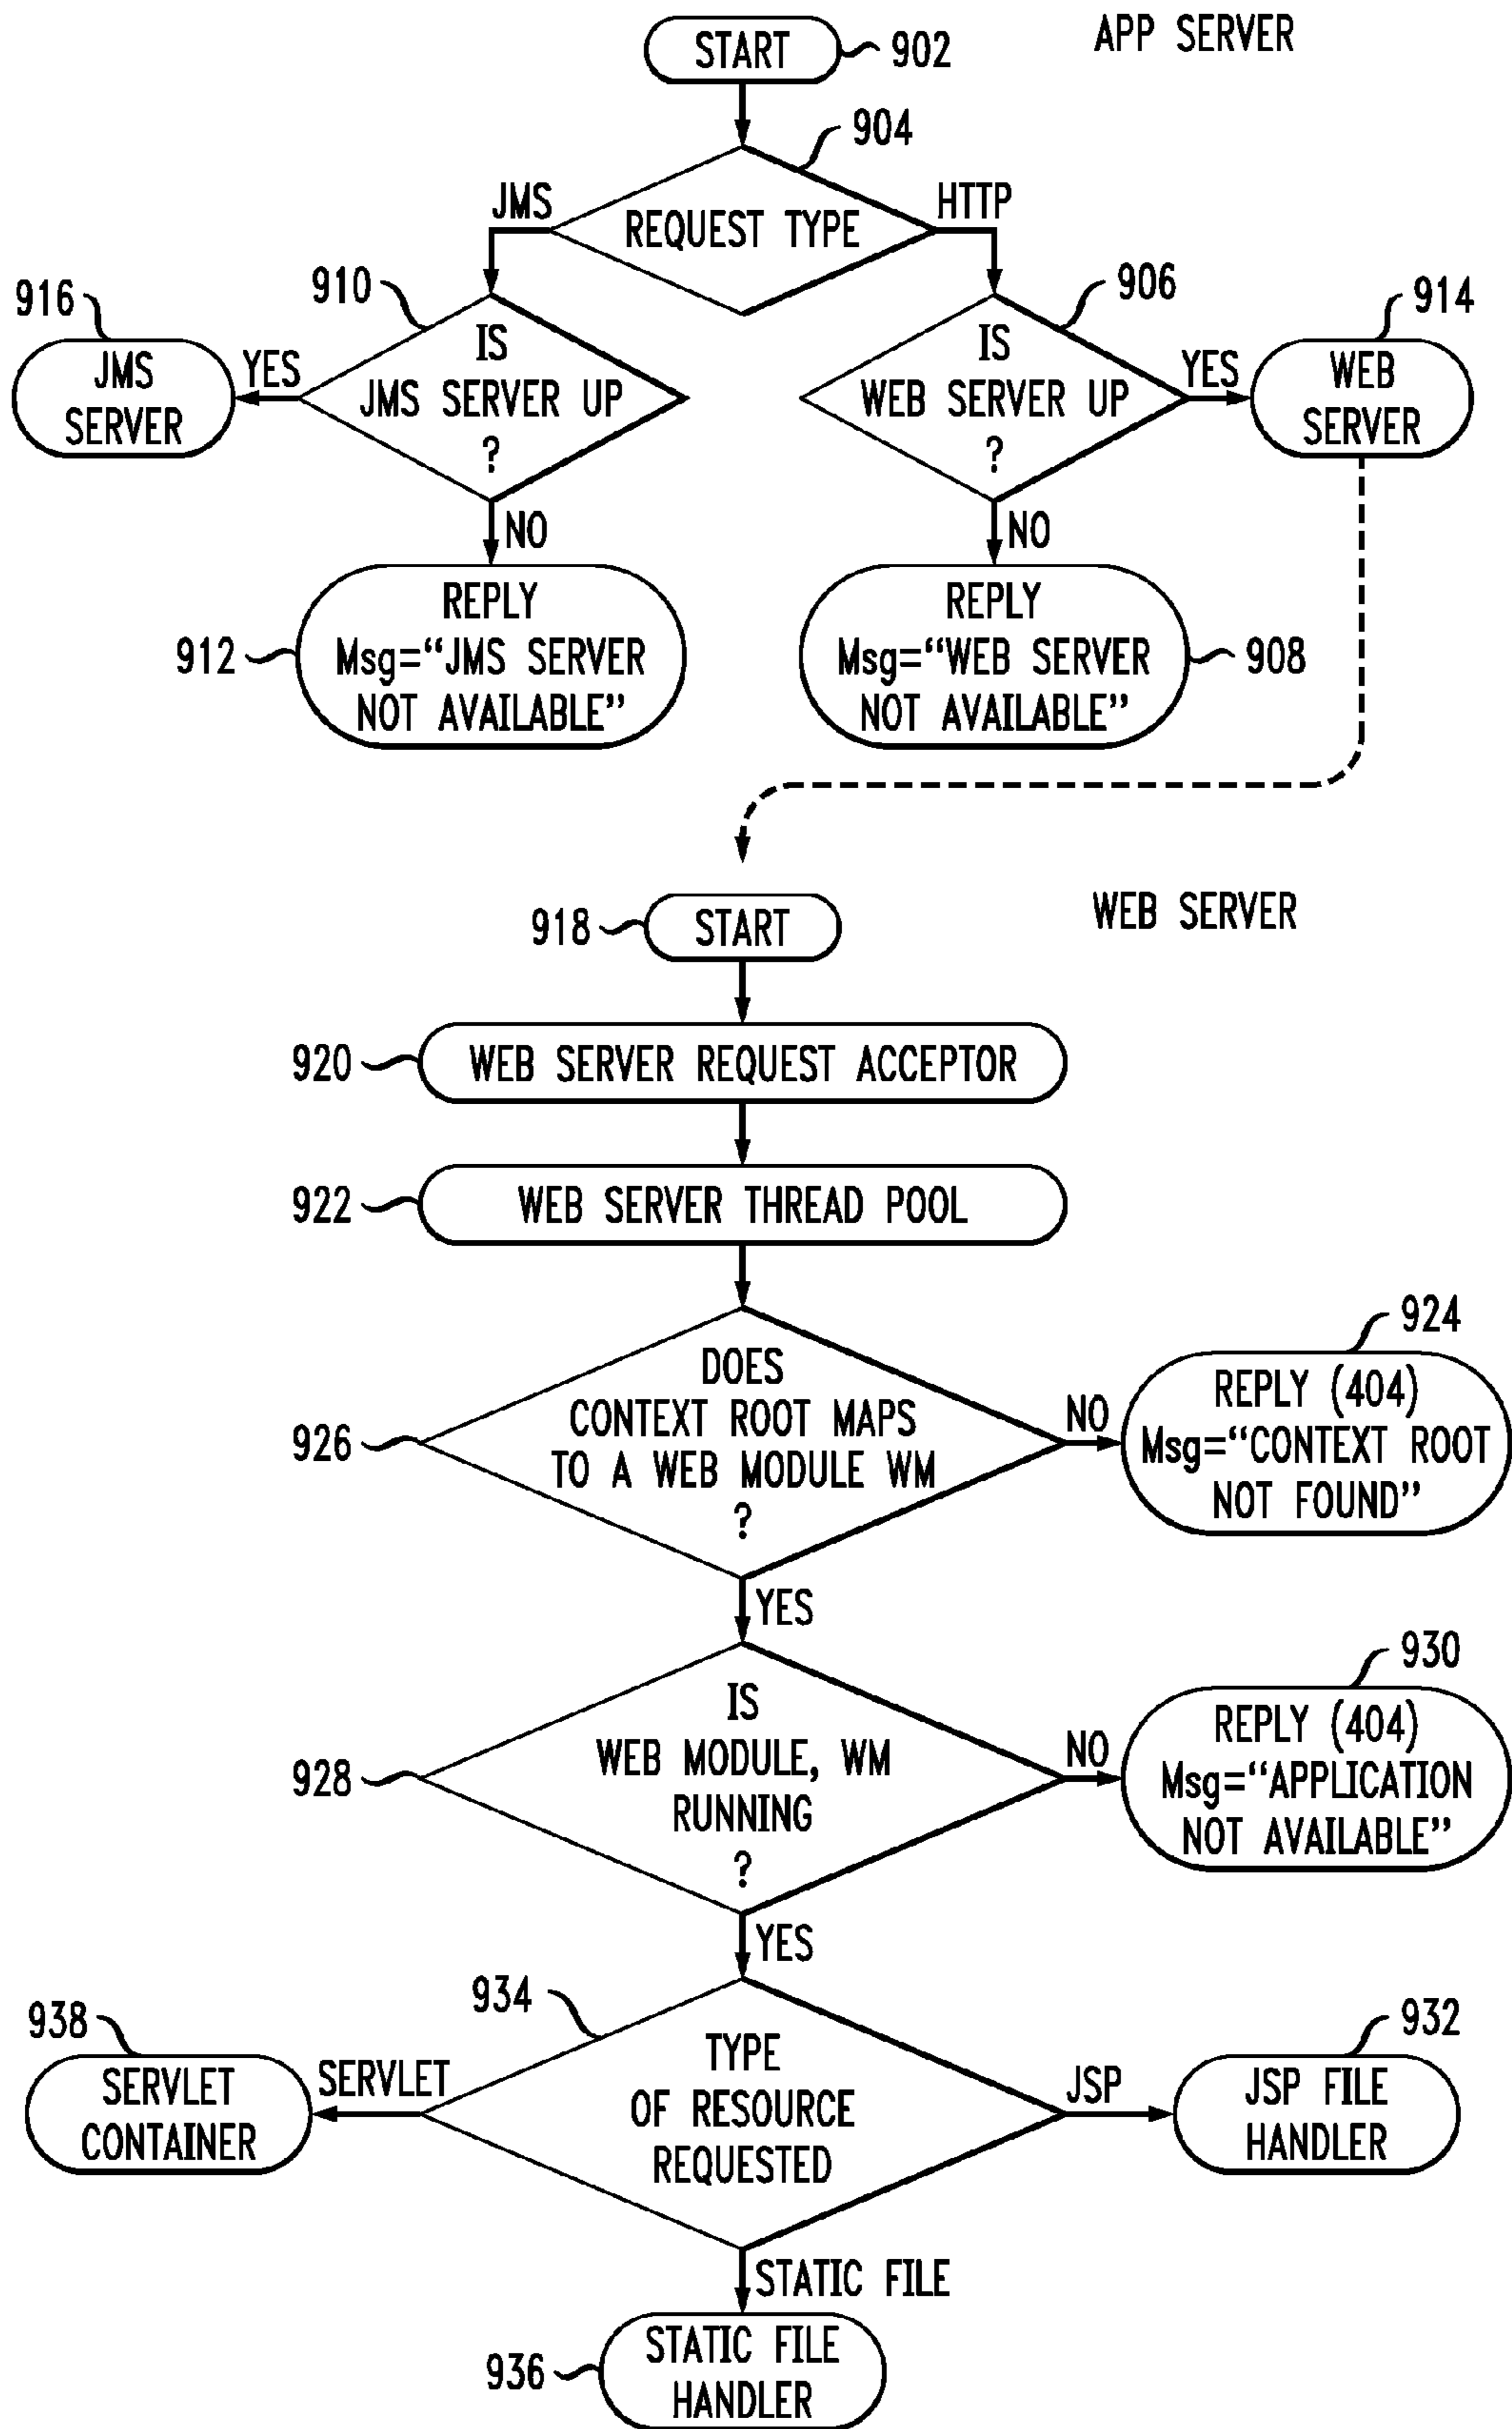 APP SERVER
START
902
904
JMS
REQUEST TYPE
HTTP
916
910
906
914
JMS
SERVER
YES
IS
JMS SERVER UP
?
IS
WEB SERVER UP
?
YES
WEB
SERVER
NO
NO
912
REPLY
Msg=“JMS SERVER
NOT AVAILABLE”
REPLY
Msg=“WEB SERVER
NOT AVAILABLE”
908
WEB SERVER
918
START
920
WEB SERVER REQUEST ACCEPTOR
922
WEB SERVER THREAD POOL
924
926
DOES
CONTEXT ROOT MAPS
TO A WEB MODULE WM
?
NO
REPLY (404)
Msg=“CONTEXT ROOT
NOT FOUND”
YES
930
928
IS
WEB MODULE, WM
RUNNING
?
NO
REPLY (404)
Msg=“APPLICATION
NOT AVAILABLE”
YES
938
934
932
SERVLET
CONTAINER
SERVLET
TYPE
OF RESOURCE
REQUESTED
JSP
JSP FILE
HANDLER
STATIC FILE
936
STATIC FILE
HANDLER